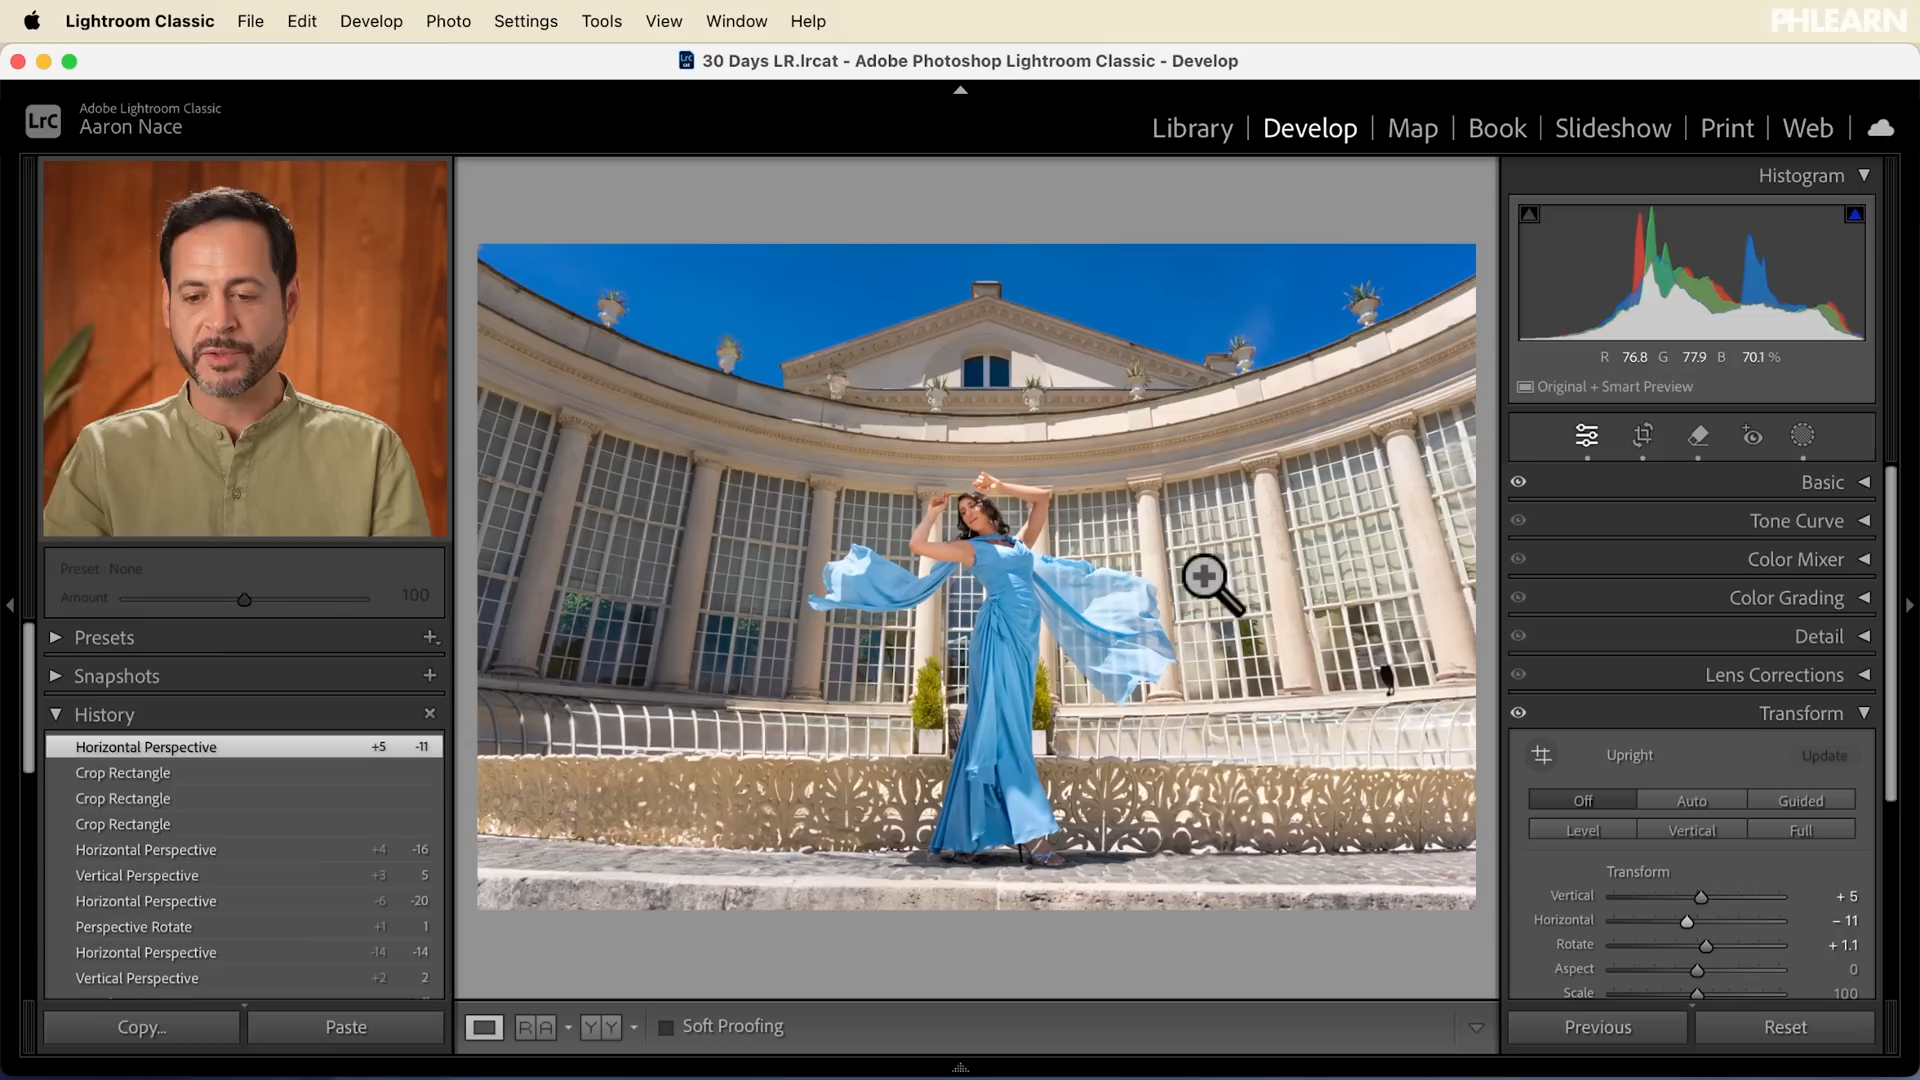 Lightroom Classic File Edit Develop Photo Settings Tools View Window Help
PHLEARN
30 Days LR.lrcat - Adobe Photoshop Lightroom Classic - Develop
LrC
Adobe Lightroom Classic
Aaron Nace
Library | Develop | Map | Book | Slideshow | Print | Web
Histogram
R 76.8 G 77.9 B 70.1 %
Original + Smart Preview
Basic
Tone Curve
Color Mixer
Color Grading
Detail
Lens Corrections
Transform
Upright Update
Off Auto Guided
Level Vertical Full
Transform
Vertical + 5
Horizontal – 11
Rotate + 1.1
Aspect 0
Scale 100
Previous Reset
Preset : None
Amount 100
Presets
Snapshots
History
Horizontal Perspective +5 -11
Crop Rectangle
Crop Rectangle
Crop Rectangle
Horizontal Perspective +4 -16
Vertical Perspective +3 5
Horizontal Perspective -6 -20
Perspective Rotate +1 1
Horizontal Perspective -14 -14
Vertical Perspective +2 2
Copy... Paste
R A Y Y Soft Proofing